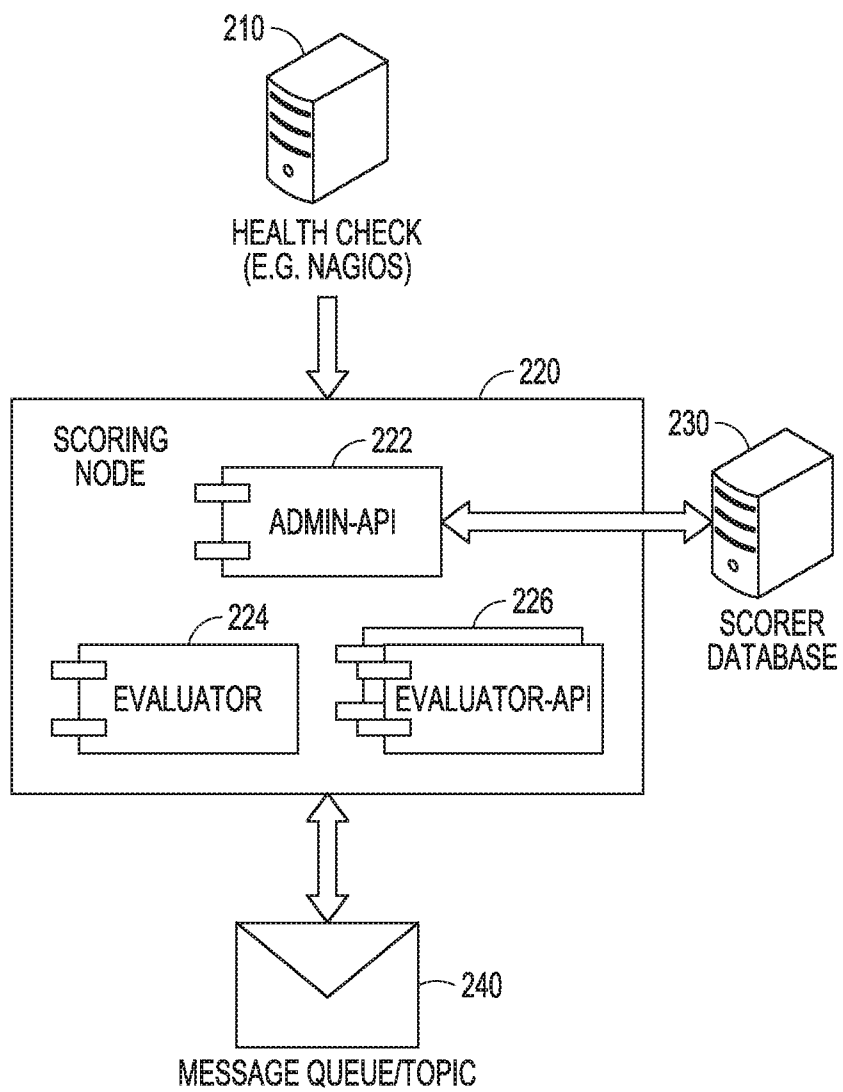 210
HEALTH CHECK
(E.G. NAGIOS)
220
SCORING
NODE
222
ADMIN-API
230
SCORER
DATABASE
224
EVALUATOR
226
EVALUATOR-API
240
MESSAGE QUEUE/TOPIC